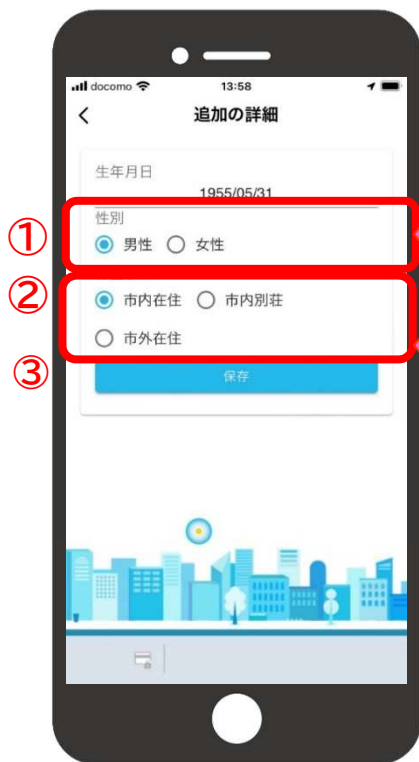 docomo 13:58
追加の詳細
生年月日
1955/05/31
① 性別
男性 女性
② 市内在住 市内別荘
市外在住
③ 保存